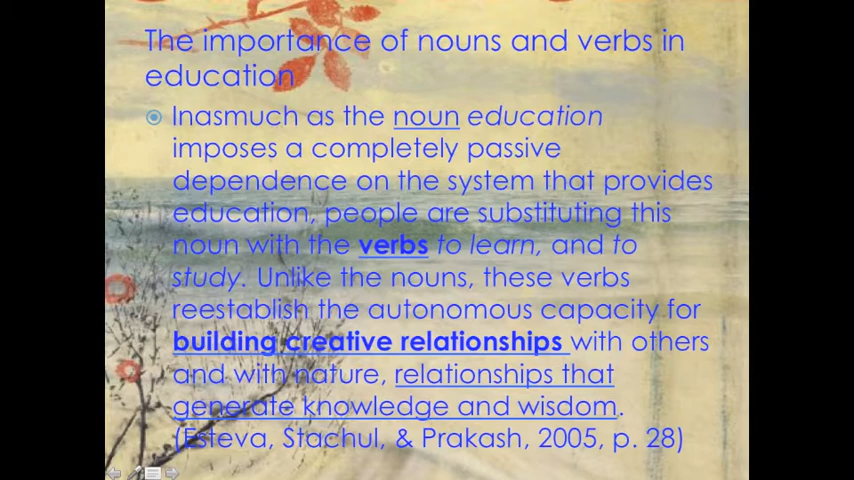 The importance of nouns and verbs in
education
Inasmuch as the noun education
imposes a completely passive
dependence on the system that provides
education, people are substituting this
noun with the verbs to learn, and to
study. Unlike the nouns, these verbs
reestablish the autonomous capacity for
building creative relationships with others
and with nature, relationships that
generate knowledge and wisdom.
(Esteva, Stachul, & Prakash, 2005, p. 28)